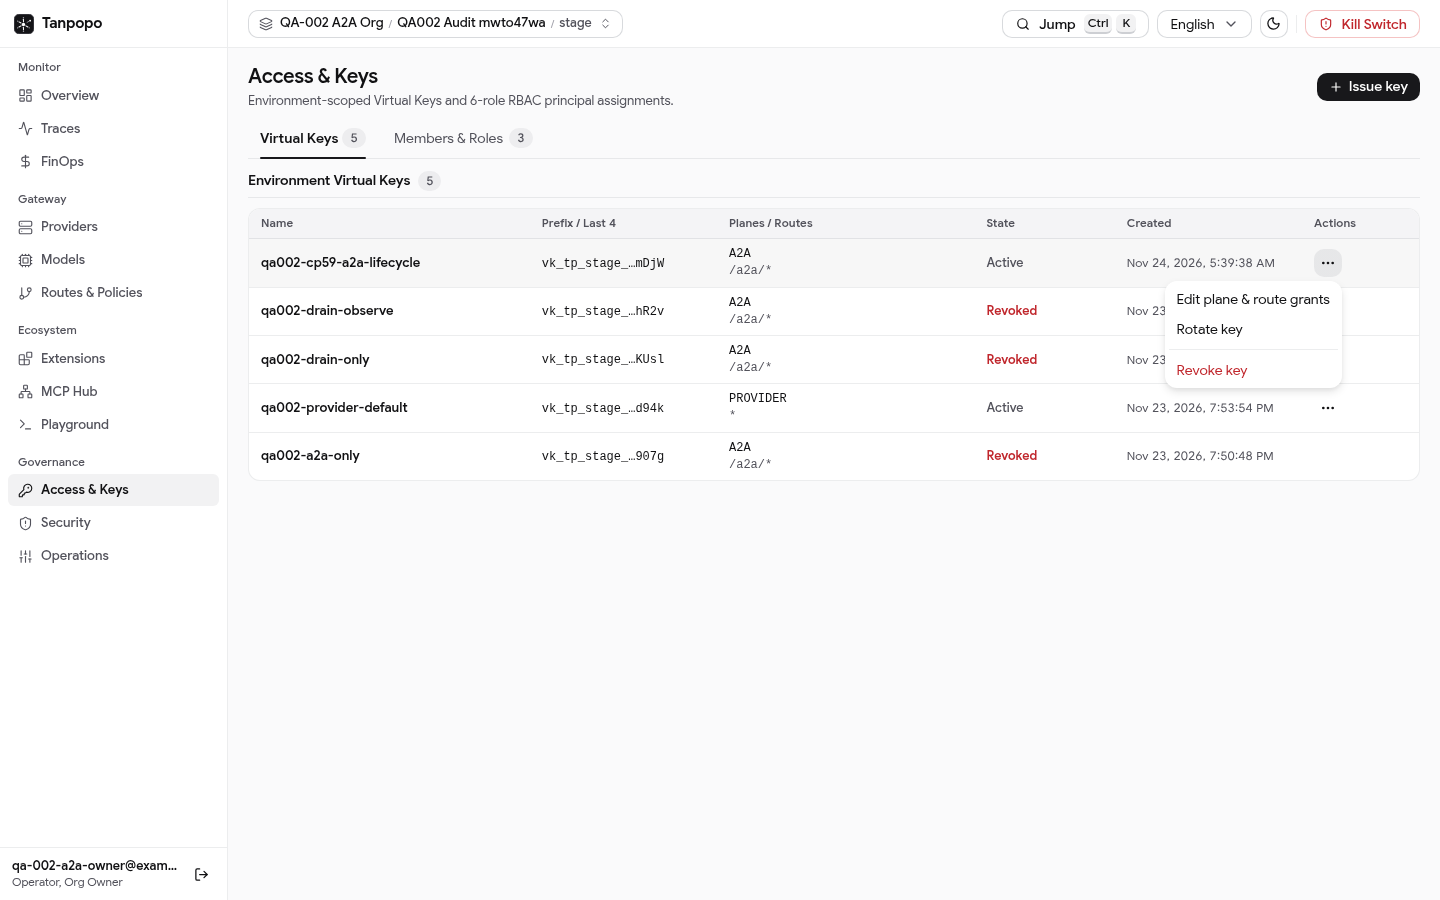 Tanpopo
QA-002 A2A Org / QA002 Audit mwto47wa / stage
Jump Ctrl K
English
Kill Switch
Monitor
Overview
Traces
FinOps
Gateway
Providers
Models
Routes & Policies
Ecosystem
Extensions
MCP Hub
Playground
Governance
Access & Keys
Security
Operations
qa-002-a2a-owner@exam...
Operator, Org Owner
Access & Keys
Environment-scoped Virtual Keys and 6-role RBAC principal assignments.
Issue key
Virtual Keys 5
Members & Roles 3
Environment Virtual Keys 5
Name Prefix / Last 4 Planes / Routes State Created Actions
qa002-cp59-a2a-lifecycle vk_tp_stage_…mDjW A2A Active Nov 24, 2026, 5:39:38 AM
/a2a/*
qa002-drain-observe vk_tp_stage_…hR2v A2A Revoked Nov 23
/a2a/*
qa002-drain-only vk_tp_stage_…KUsl A2A Revoked Nov 23
/a2a/*
qa002-provider-default vk_tp_stage_…d94k PROVIDER Active Nov 23, 2026, 7:53:54 PM
*
qa002-a2a-only vk_tp_stage_…907g A2A Revoked Nov 23, 2026, 7:50:48 PM
/a2a/*
Edit plane & route grants
Rotate key
Revoke key